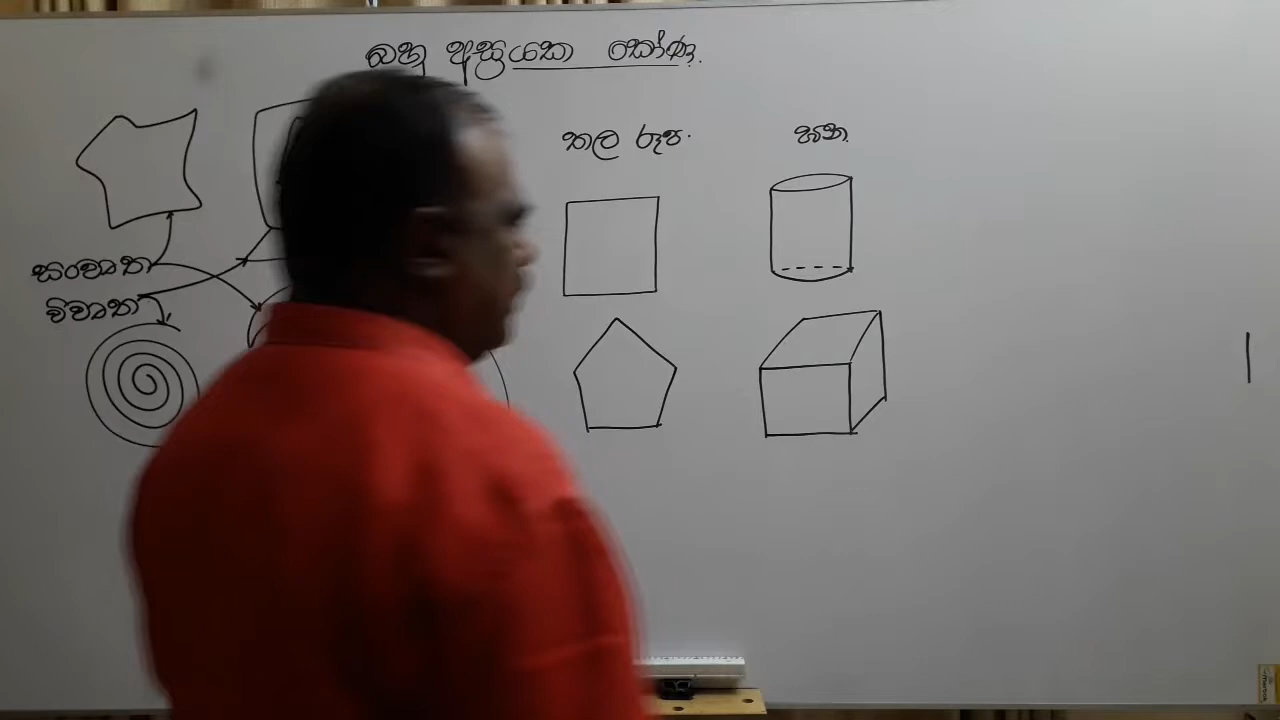 බහු අස්‍රයක කෝණ.
තල රූප.
ඝන.
සංවෘත
විවෘත